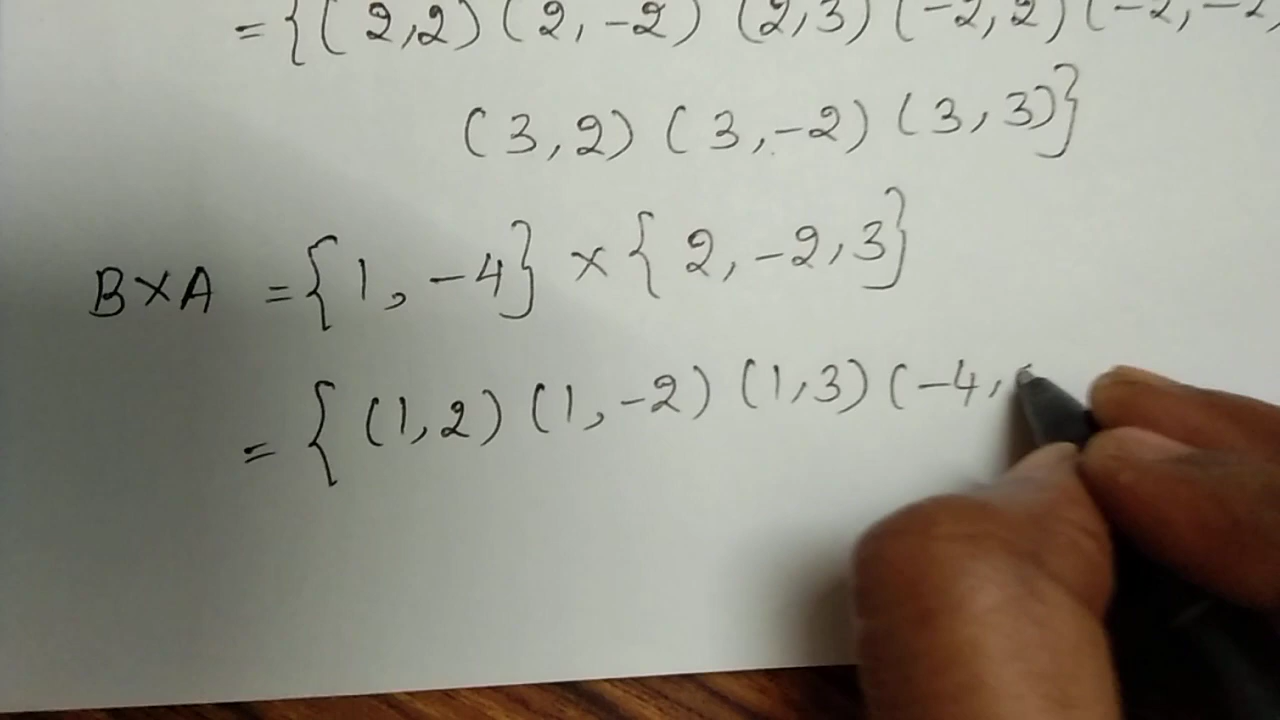 ={(2,2)(2,-2) (2,3)(-2,2)(-2,-2)
(3,2)(3,-2)(3,3)}
B×A ={1,-4}×{2,-2,3}
={(1,2)(1,-2)(1,3)(-4,